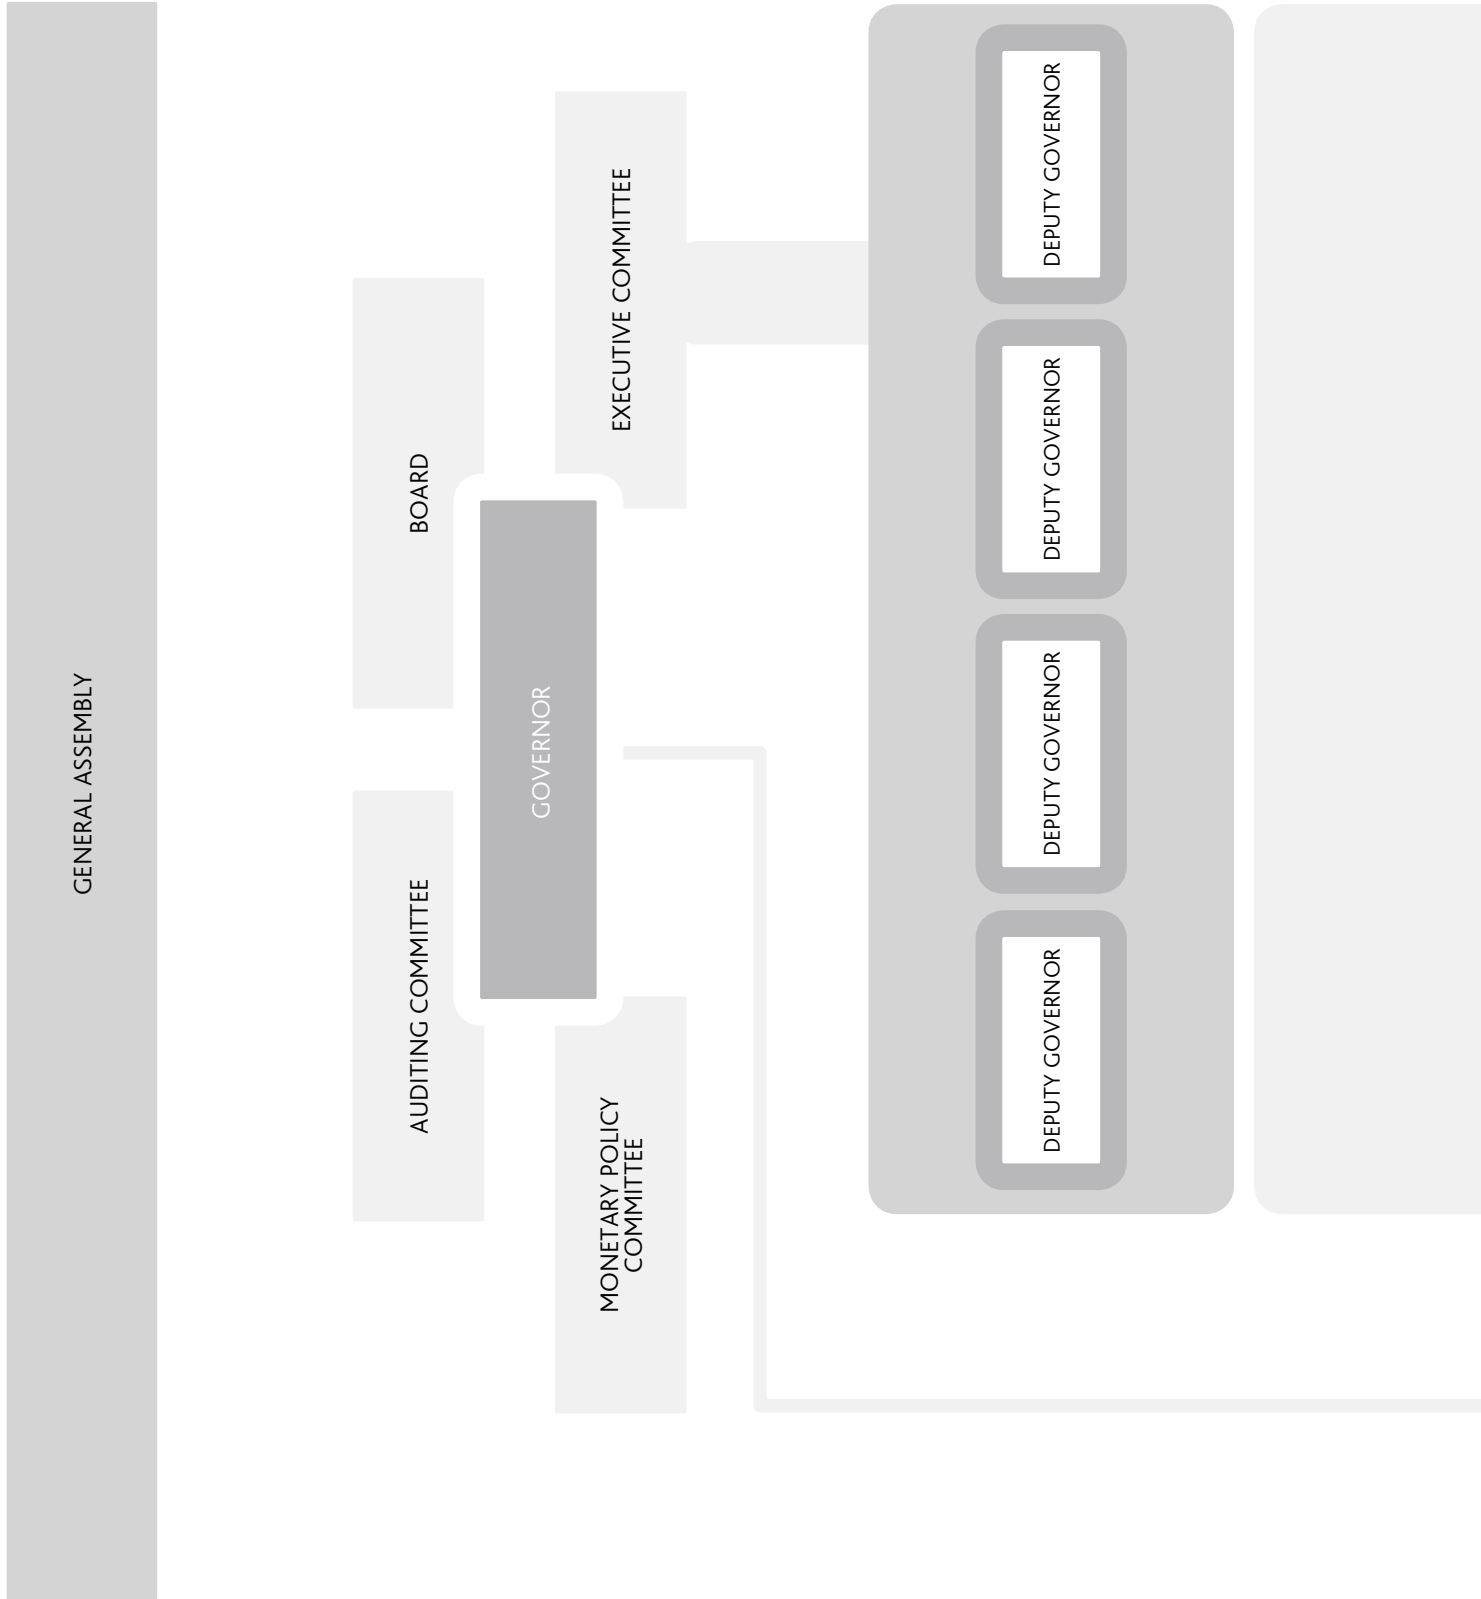 GENERAL ASSEMBLY
AUDITING COMMITTEE
BOARD
GOVERNOR
MONETARY POLICY
COMMITTEE
EXECUTIVE COMMITTEE
DEPUTY GOVERNOR
DEPUTY GOVERNOR
DEPUTY GOVERNOR
DEPUTY GOVERNOR